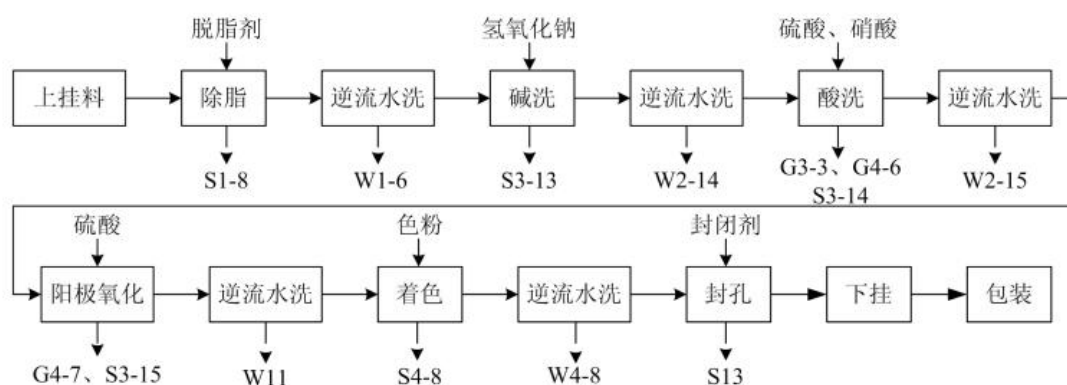 脱脂剂 氢氧化钠 硫酸、硝酸
上挂料 除脂 逆流水洗 碱洗 逆流水洗 酸洗 逆流水洗
S1-8 W1-6 S3-13 W2-14 G3-3、G4-6 W2-15
S3-14
硫酸 色粉 封闭剂
阳极氧化 逆流水洗 着色 逆流水洗 封孔 下挂 包装
G4-7、S3-15 W11 S4-8 W4-8 S13